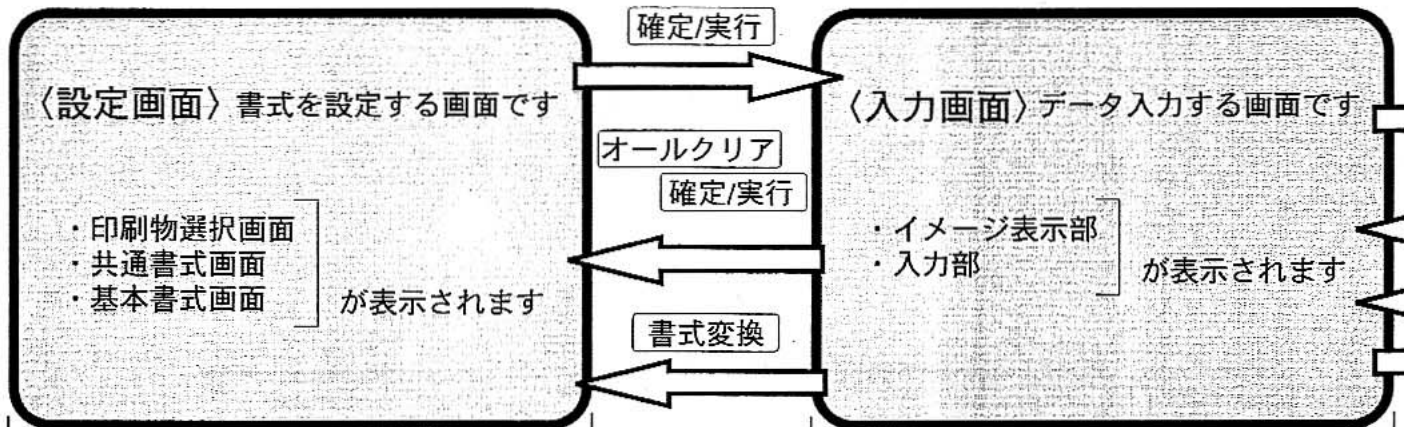 確定/実行
〈設定画面〉書式を設定する画面です
〈入力画面〉データ入力する画面です
オールクリア
確定/実行
・印刷物選択画面
・共通書式画面
・基本書式画面
が表示されます
・イメージ表示部
・入力部
が表示されます
書式変換